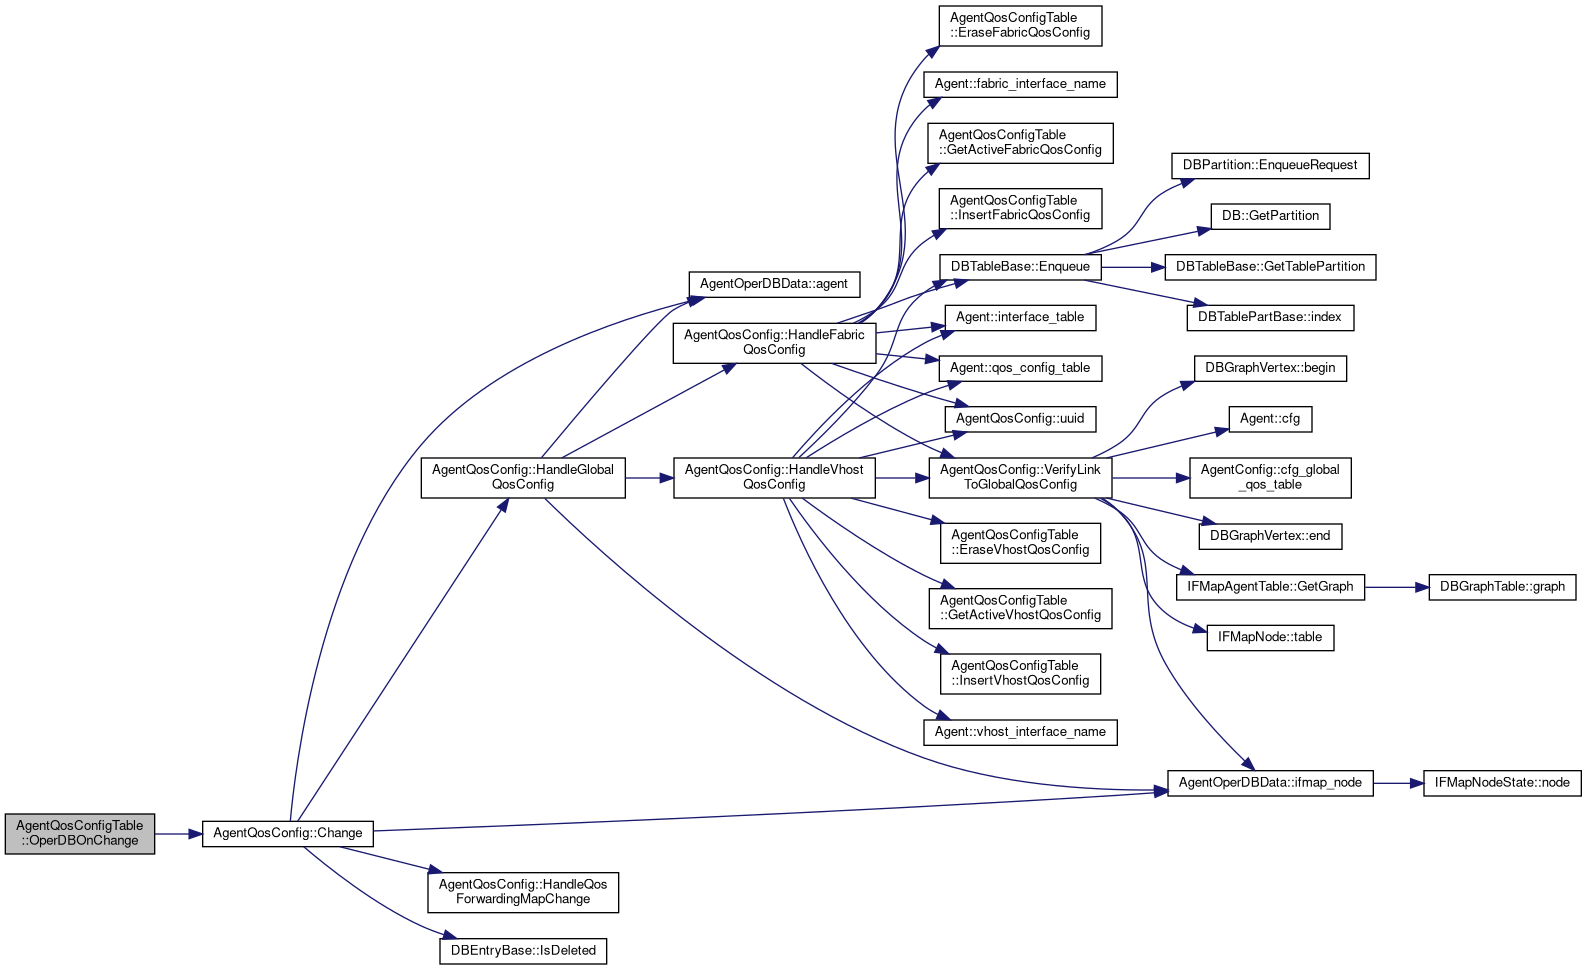 AgentQosConfigTable
::OperDBOnChange
AgentQosConfig::Change
AgentQosConfig::HandleGlobal
QosConfig
AgentQosConfig::HandleQos
ForwardingMapChange
DBEntryBase::IsDeleted
AgentOperDBData::agent
AgentQosConfig::HandleFabric
QosConfig
AgentQosConfig::HandleVhost
QosConfig
AgentQosConfigTable
::EraseFabricQosConfig
Agent::fabric_interface_name
AgentQosConfigTable
::GetActiveFabricQosConfig
AgentQosConfigTable
::InsertFabricQosConfig
DBTableBase::Enqueue
Agent::interface_table
Agent::qos_config_table
AgentQosConfig::uuid
AgentQosConfig::VerifyLink
ToGlobalQosConfig
AgentQosConfigTable
::EraseVhostQosConfig
AgentQosConfigTable
::GetActiveVhostQosConfig
AgentQosConfigTable
::InsertVhostQosConfig
Agent::vhost_interface_name
DBPartition::EnqueueRequest
DB::GetPartition
DBTableBase::GetTablePartition
DBTablePartBase::index
DBGraphVertex::begin
Agent::cfg
AgentConfig::cfg_global
_qos_table
DBGraphVertex::end
IFMapAgentTable::GetGraph
IFMapNode::table
AgentOperDBData::ifmap_node
DBGraphTable::graph
IFMapNodeState::node